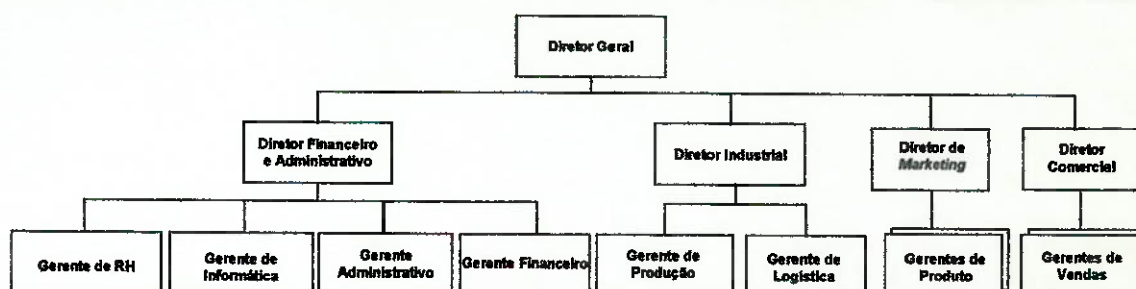 Diretor Geral
Diretor Financeiro
e Administrativo
Diretor Industrial
Diretor de
Marketing
Diretor
Comercial
Gerente de RH
Gerente de
Informática
Gerente
Administrativo
Gerente Financeiro
Gerente de
Produção
Gerente de
Logística
Gerentes de
Produto
Gerentes de
Vendas